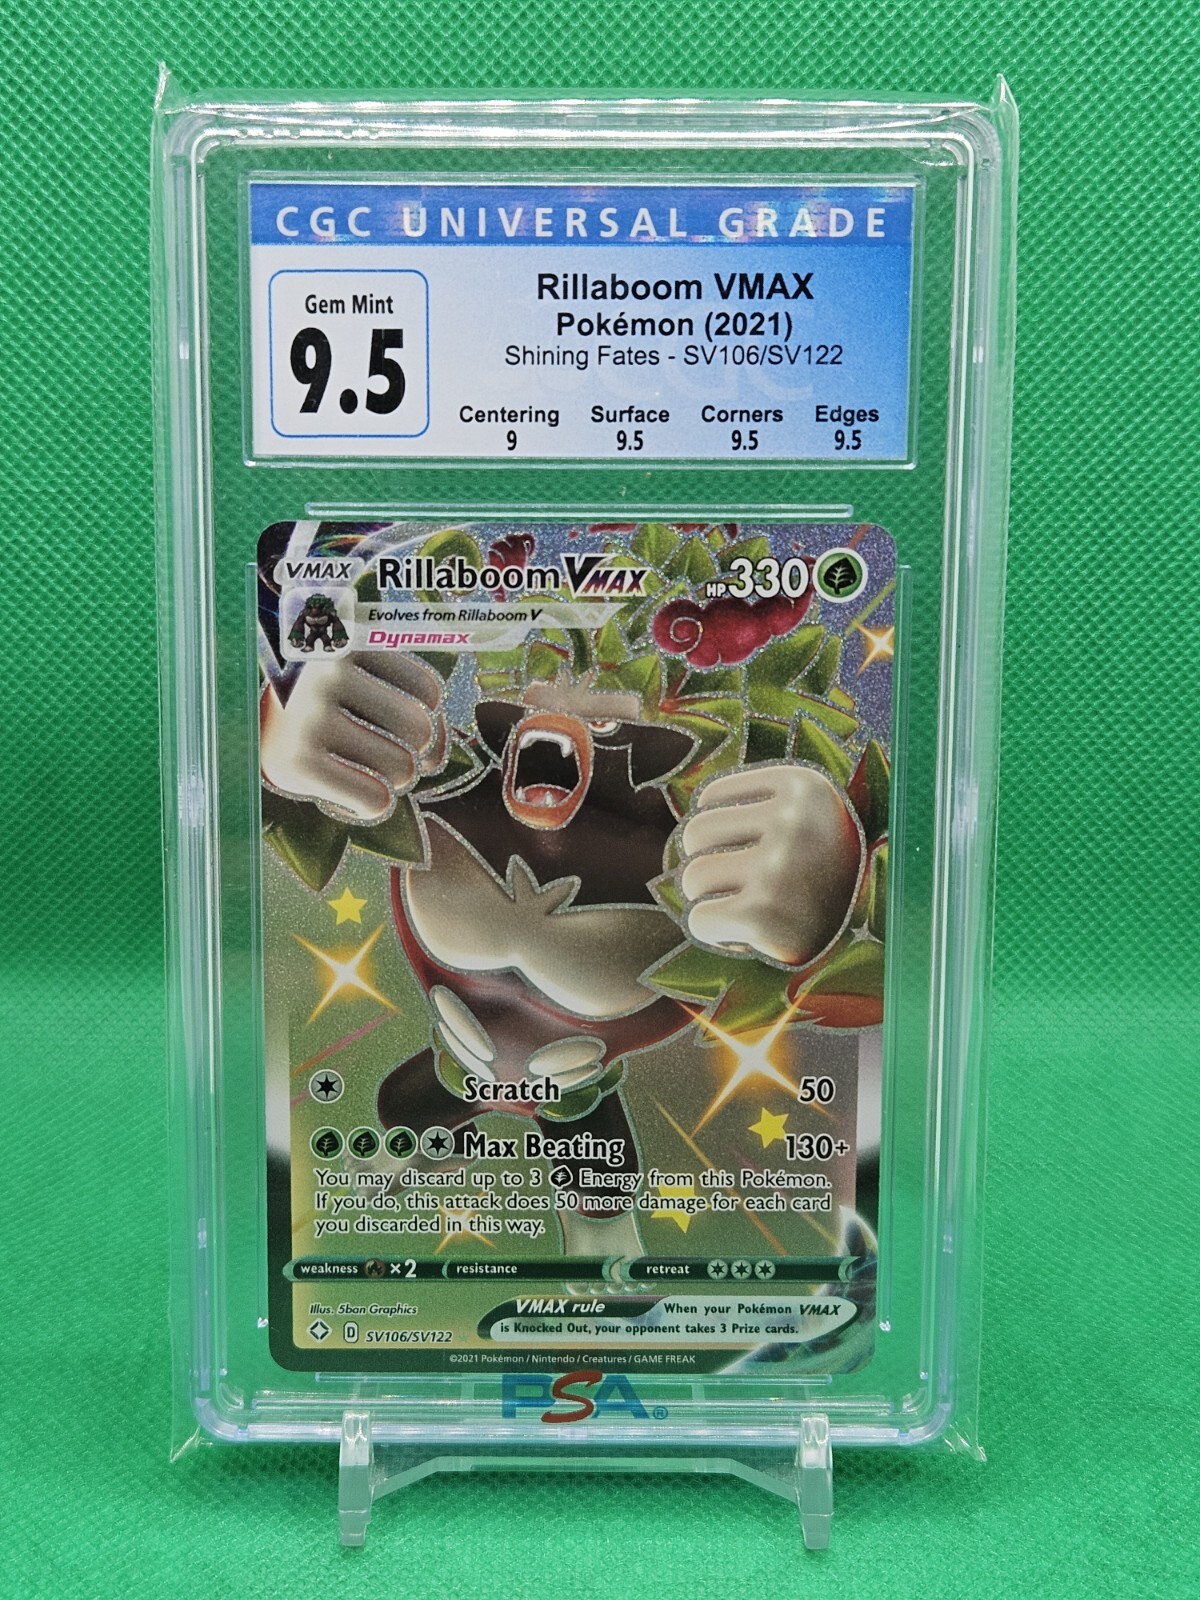 CGC UNIVERSAL GRADE
Gem Mint
9.5
Rillaboom VMAX
Pokémon (2021)
Shining Fates - SV106/SV122
Centering Surface Corners Edges
9 9.5 9.5 9.5
VMAX Rillaboom VMAX HP 330
Evolves from Rillaboom V
Dynamax
Scratch 50
Max Beating 130+
You may discard up to 3 Energy from this Pokémon.
If you do, this attack does 50 more damage for each card
you discarded in this way.
weakness ×2 resistance retreat
Illus. 5ban Graphics
D SV106/SV122
VMAX rule When your Pokémon VMAX
is Knocked Out, your opponent takes 3 Prize cards.
©2021 Pokémon / Nintendo / Creatures / GAME FREAK
PSA®